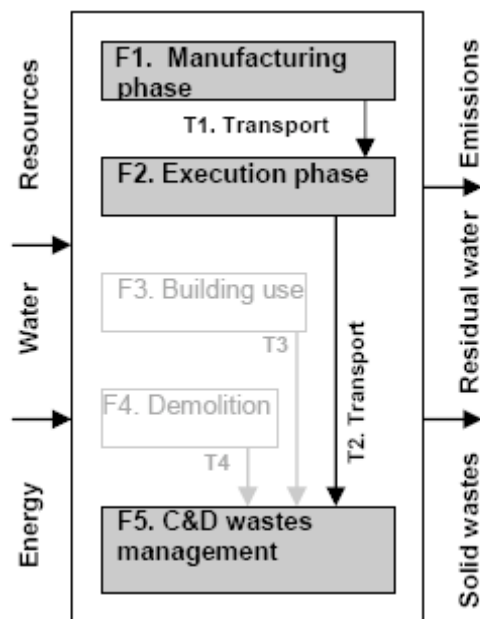 F1. Manufacturing
phase
T1. Transport
F2. Execution phase
F3. Building use
T3
F4. Demolition
T4
T2. Transport
F5. C&D wastes
management
Resources
Water
Energy
Emissions
Residual water
Solid wastes